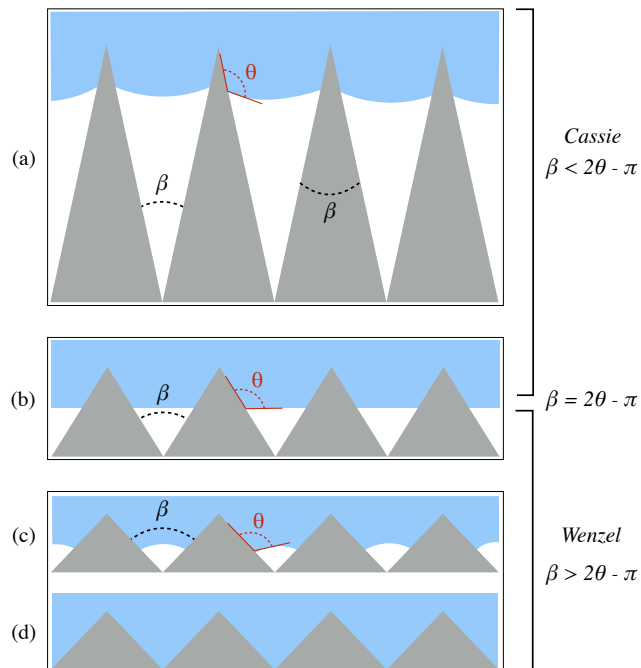 (a)
θ
β
β
Cassie
β < 2θ - π
(b)
β
θ
β = 2θ - π
(c)
β
θ
Wenzel
β > 2θ - π
(d)